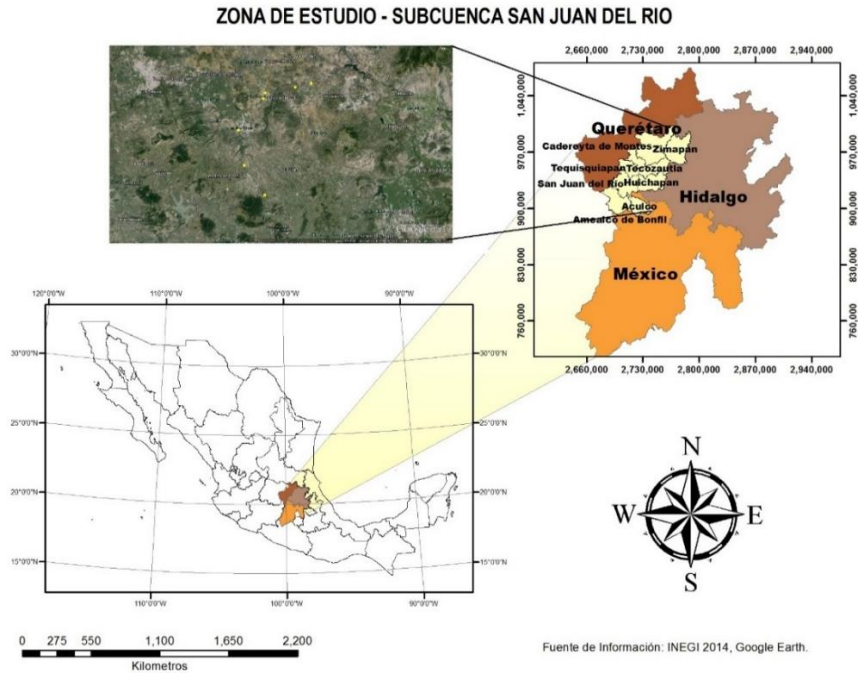 ZONA DE ESTUDIO - SUBCUENCA SAN JUAN DEL RIO
2,660,000 2,730,000 2,800,000 2,870,000 2,940,000
1,040,000
970,000
900,000
830,000
760,000
Querétaro
Cadereyta de Montes
Zimapán
Tequisquiapan
Tecozautla
San Juan del Río
Huichapan
Hidalgo
Aculco
Amealco de Bonfil
México
1,040,000
970,000
900,000
830,000
760,000
2,660,000 2,730,000 2,800,000 2,870,000 2,940,000
120°0'0"W 110°0'0"W 100°0'0"W 90°0'0"W
30°0'0"N
25°0'0"N
20°0'0"N
15°0'0"N
30°0'0"N
25°0'0"N
20°0'0"N
15°0'0"N
110°0'0"W 100°0'0"W 90°0'0"W
N
W E
S
0 275 550 1,100 1,650 2,200
Kilometros
Fuente de Información: INEGI 2014, Google Earth.